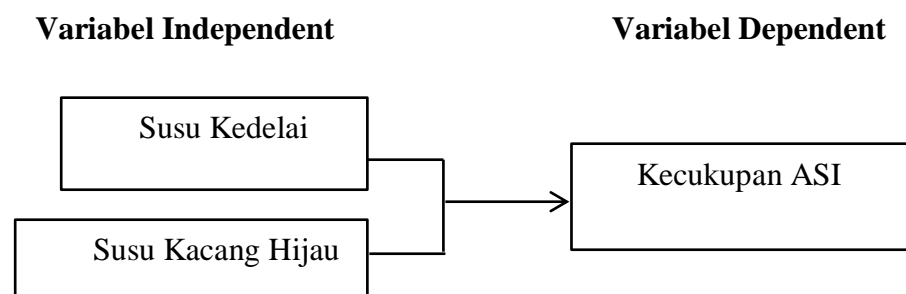 Variabel Independent
Variabel Dependent
Susu Kedelai
Kecukupan ASI
Susu Kacang Hijau